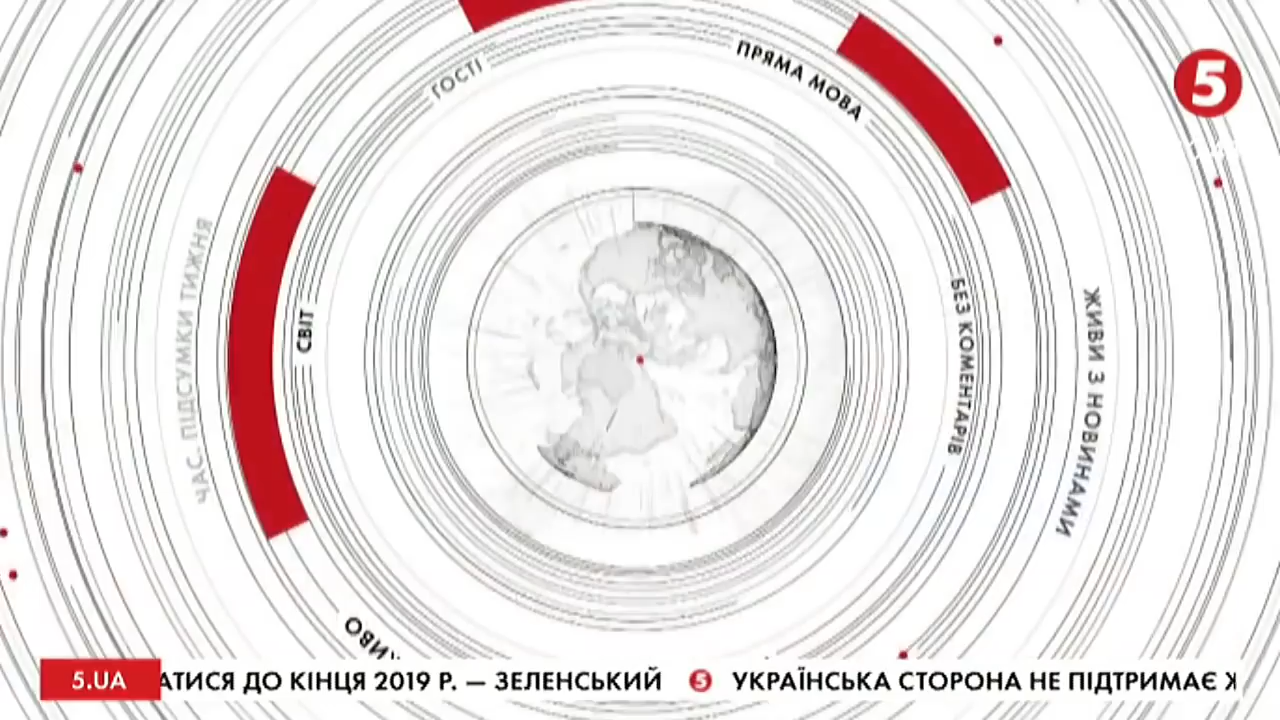 ГОСТІ
ПРЯМА МОВА
5
ЧАС. ПІДСУМКИ ТИЖНЯ
СВІТ
БЕЗ КОМЕНТАРІВ
ЖИВИ З НОВИНАМИ
5.UA
АТИСЯ ДО КІНЦЯ 2019 Р. — ЗЕЛЕНСЬКИЙ 5 УКРАЇНСЬКА СТОРОНА НЕ ПІДТРИМАЄ